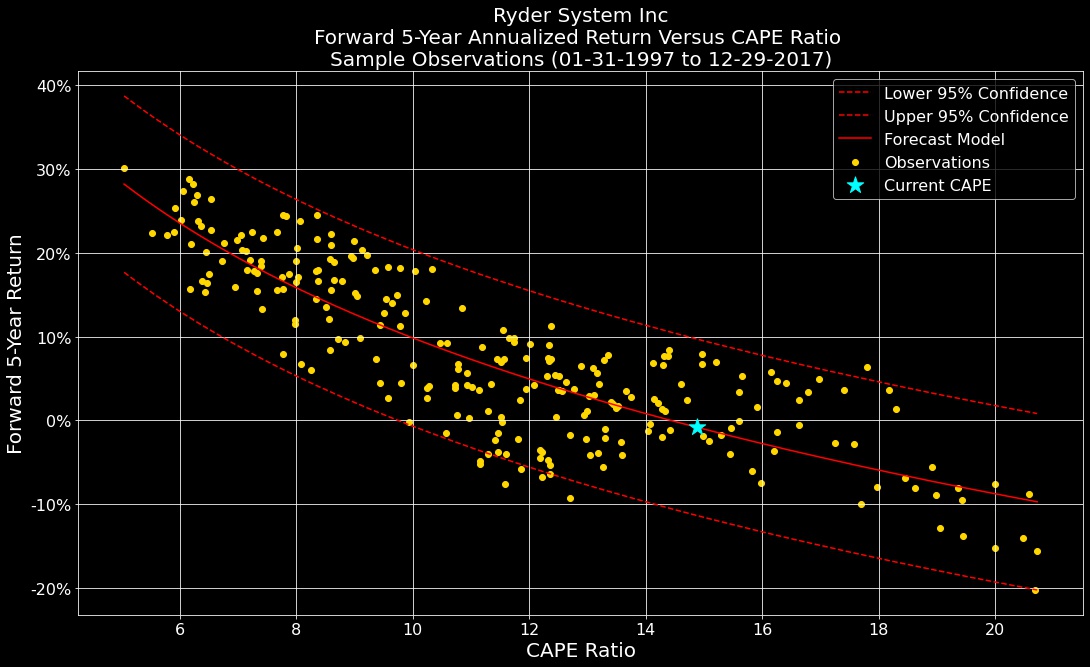 Ryder System Inc
Forward 5-Year Annualized Return Versus CAPE Ratio
Sample Observations (01-31-1997 to 12-29-2017)
Lower 95% Confidence
Upper 95% Confidence
Forecast Model
Observations
Current CAPE
Forward 5-Year Return
40%
30%
20%
10%
0%
-10%
-20%
6 8 10 12 14 16 18 20
CAPE Ratio